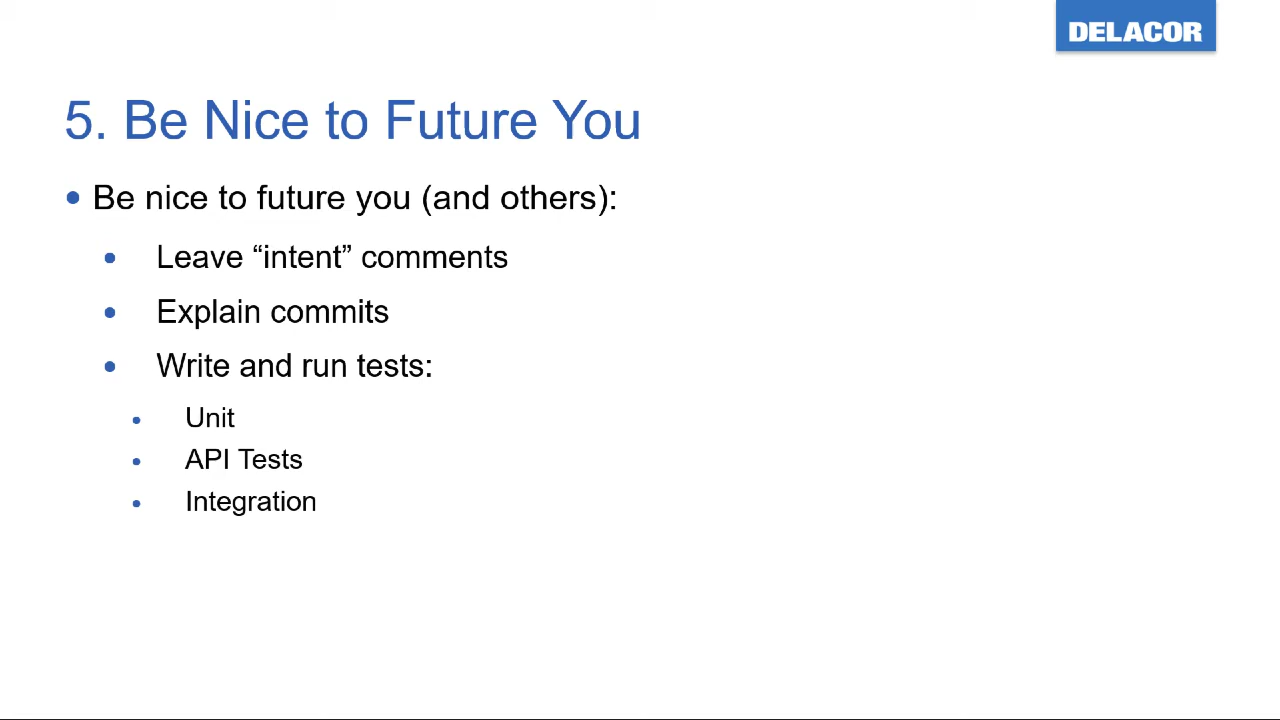 DELACOR
5. Be Nice to Future You
• Be nice to future you (and others):
• Leave “intent” comments
• Explain commits
• Write and run tests:
• Unit
• API Tests
• Integration